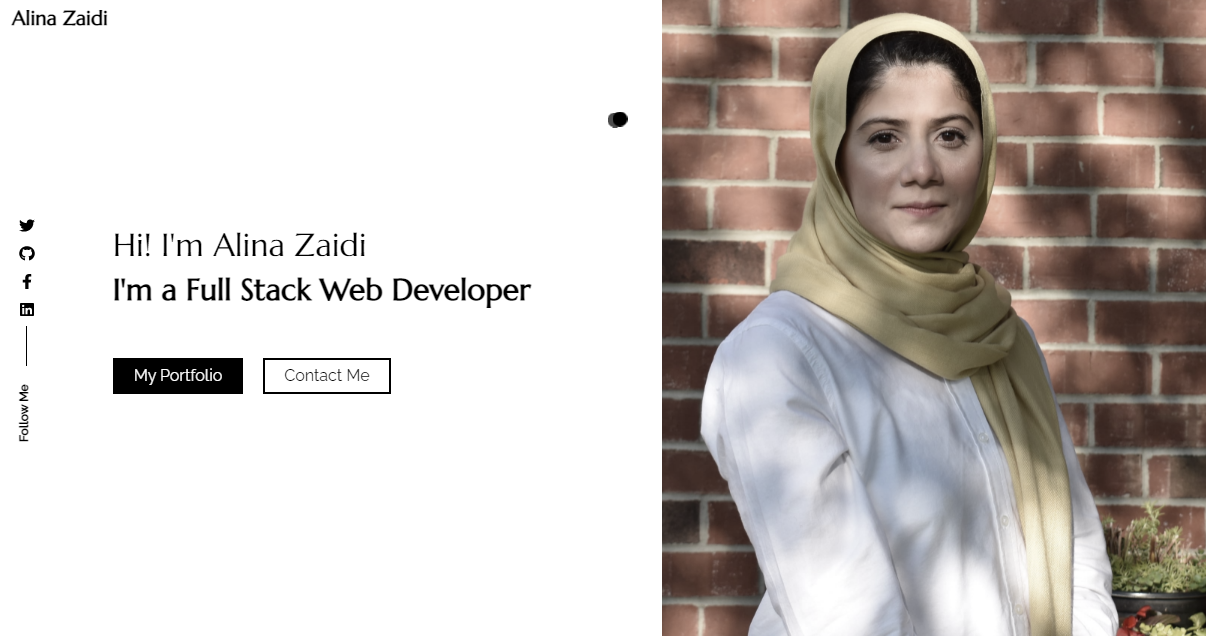 Alina Zaidi
Hi! I'm Alina Zaidi
I'm a Full Stack Web Developer
My Portfolio
Contact Me
Follow Me